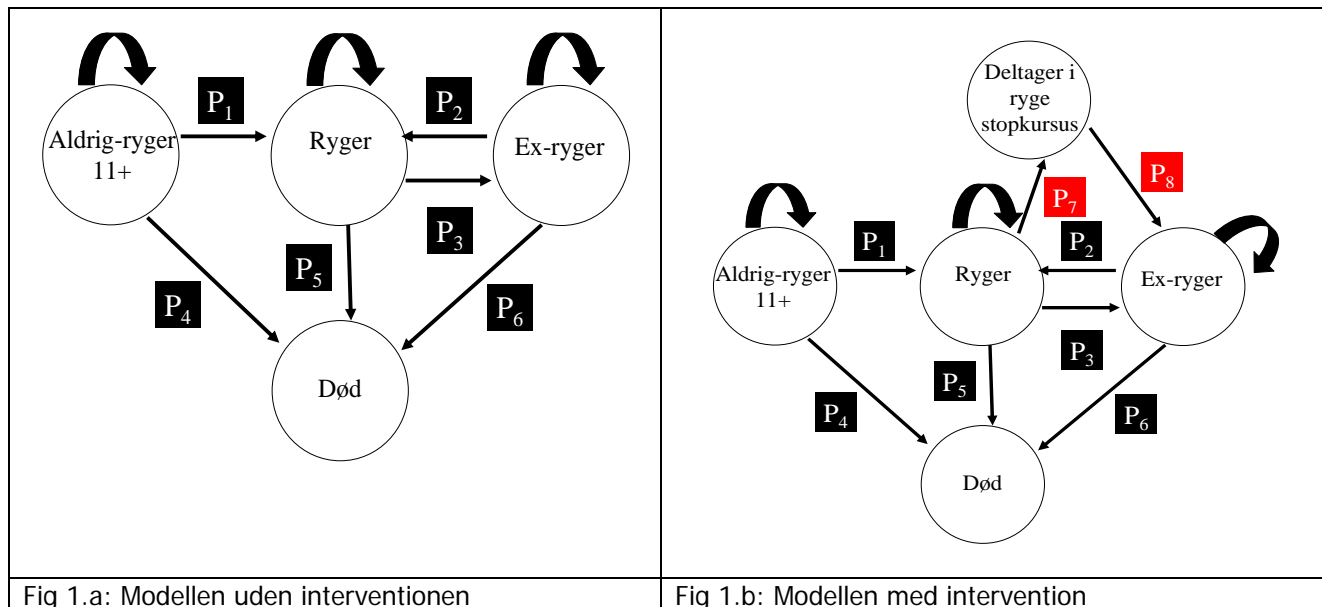 P₁
P₂
Aldrig-ryger
11+
Ryger
Ex-ryger
P₃
P₅
P₄
P₆
Død
Fig 1.a: Modellen uden interventionen
Deltager i
ryge
stopkursus
P₈
P₇
P₁
P₂
Aldrig-ryger
11+
Ryger
Ex-ryger
P₃
P₅
P₄
P₆
Død
Fig 1.b: Modellen med intervention